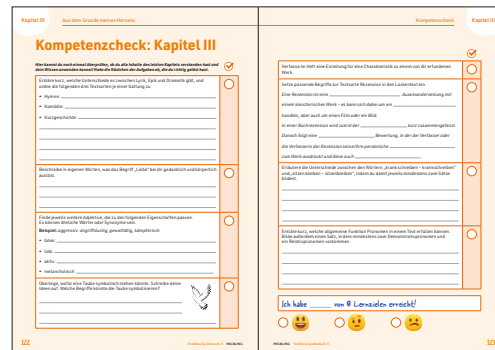 Kapitel III
Aus dem Grunde meines Herzens
Kompetenzcheck: Kapitel III
Hier kannst du noch einmal überprüfen, ob du alle Inhalte des letzten Kapitels verstanden hast und
dein Wissen anwenden kannst! Hake die Kästchen der Aufgaben ab, die du richtig gelöst hast.
Erkläre kurz, welche Unterschiede es zwischen Lyrik, Epik und Dramatik gibt, und
ordne die folgenden drei Textsorten je einer Gattung zu:
• Hymne:
• Komödie:
• Kurzgeschichte:
Beschreibe in eigenen Worten, was das Begriff „Liebe" bei dir gedanklich und körperlich
auslöst.
Finde jeweils weitere Adjektive, die zu den folgenden Eigenschaften passen.
Es können ähnliche Wörter oder Synonyme sein.
Beispiel: aggressiv: angriffslustig, gewalttätig, kämpferisch
• böse:
• lieb:
• aktiv:
• melancholisch:
Überlege, wofür eine Taube symbolisch stehen könnte. Schreibe deine
Ideen auf. Welche Begriffe könnte die Taube symbolisieren?
122
HELBLING
Kompetenzcheck
Kapitel III
Verfasse im Heft eine Einleitung für eine Charakteristik zu einem von dir erfundenen
Werk.
Setze passende Begriffe zur Textsorte Rezension in den Lückentext ein:
Eine Rezension ist eine Auseinandersetzung mit
einem künstlerischen Werk – es kann sich dabei um ein
handeln, aber auch um einen Film oder ein Bild.
In einer Buchrezension wird zuerst der kurz zusammengefasst.
Danach folgt eine Bewertung, in der der Verfasser oder
die Verfasserin der Rezension seine/ihre persönliche
zum Werk ausdrückt und diese auch
Erläutere die Unterschiede zwischen den Wörtern „krank schreiben – krankschreiben"
und „sitzen bleiben – sitzenbleiben", indem du damit jeweils mindestens zwei Sätze
bildest.
Erkläre kurz, welche allgemeine Funktion Pronomen in einem Text erfüllen können.
Bilde außerdem einen Satz, in dem mindestens zwei Demonstrativpronomen und
ein Relativpronomen vorkommen.
Ich habe von 8 Lernzielen erreicht!
HELBLING
123